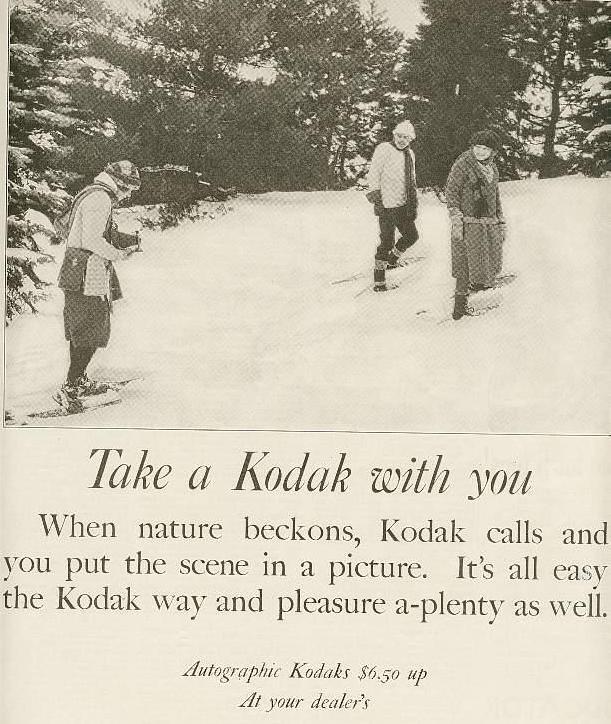 Take a Kodak with you
When nature beckons, Kodak calls and
you put the scene in a picture. It's all easy
the Kodak way and pleasure a-plenty as well.
Autographic Kodaks $6.50 up
At your dealer's